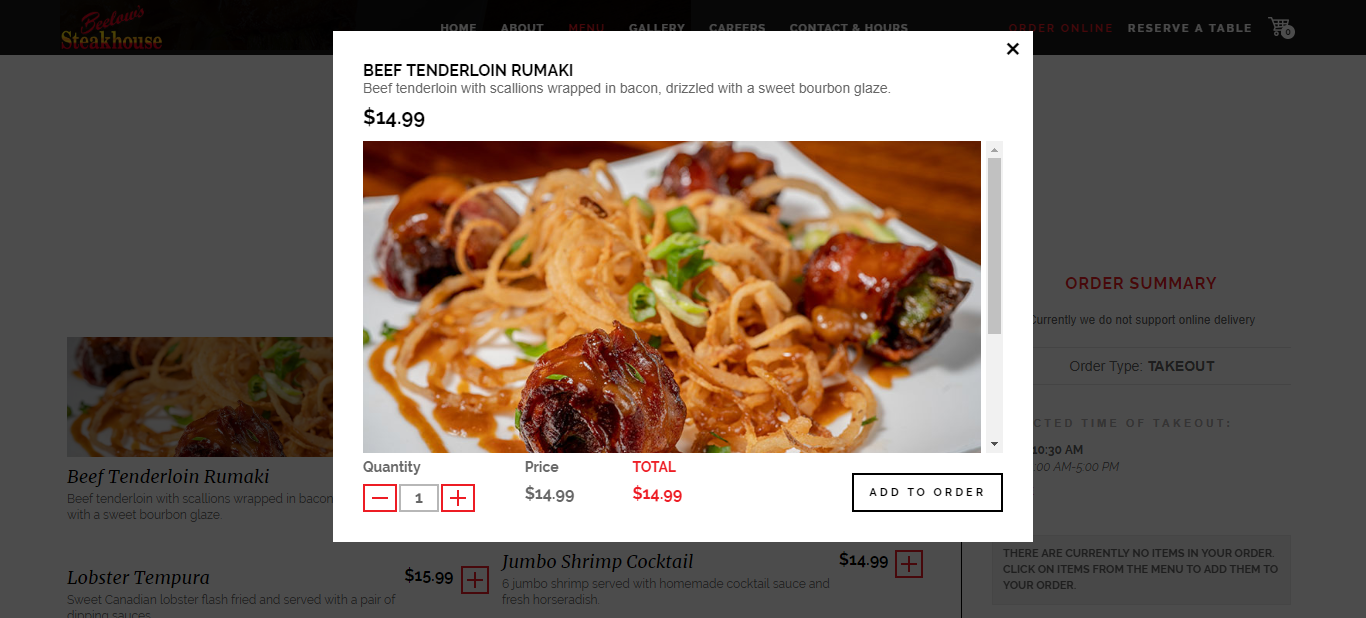 Beelow's
Steakhouse
HOME ABOUT MENU GALLERY CAREERS CONTACT & HOURS
ORDER ONLINE RESERVE A TABLE
0
BEEF TENDERLOIN RUMAKI
Beef tenderloin with scallions wrapped in bacon, drizzled with a sweet bourbon glaze.
$14.99
Quantity
1
Price
$14.99
TOTAL
$14.99
ADD TO ORDER
Beef Tenderloin Rumaki
Beef tenderloin with scallions wrapped in bacon
with a sweet bourbon glaze.
Lobster Tempura
$15.99
Sweet Canadian lobster flash fried and served with a pair of
dipping sauces
Jumbo Shrimp Cocktail
$14.99
6 jumbo shrimp served with homemade cocktail sauce and
fresh horseradish.
ORDER SUMMARY
Currently we do not support online delivery
Order Type: TAKEOUT
CTED TIME OF TAKEOUT:
10:30 AM
:00 AM-5:00 PM
THERE ARE CURRENTLY NO ITEMS IN YOUR ORDER.
CLICK ON ITEMS FROM THE MENU TO ADD THEM TO
YOUR ORDER.